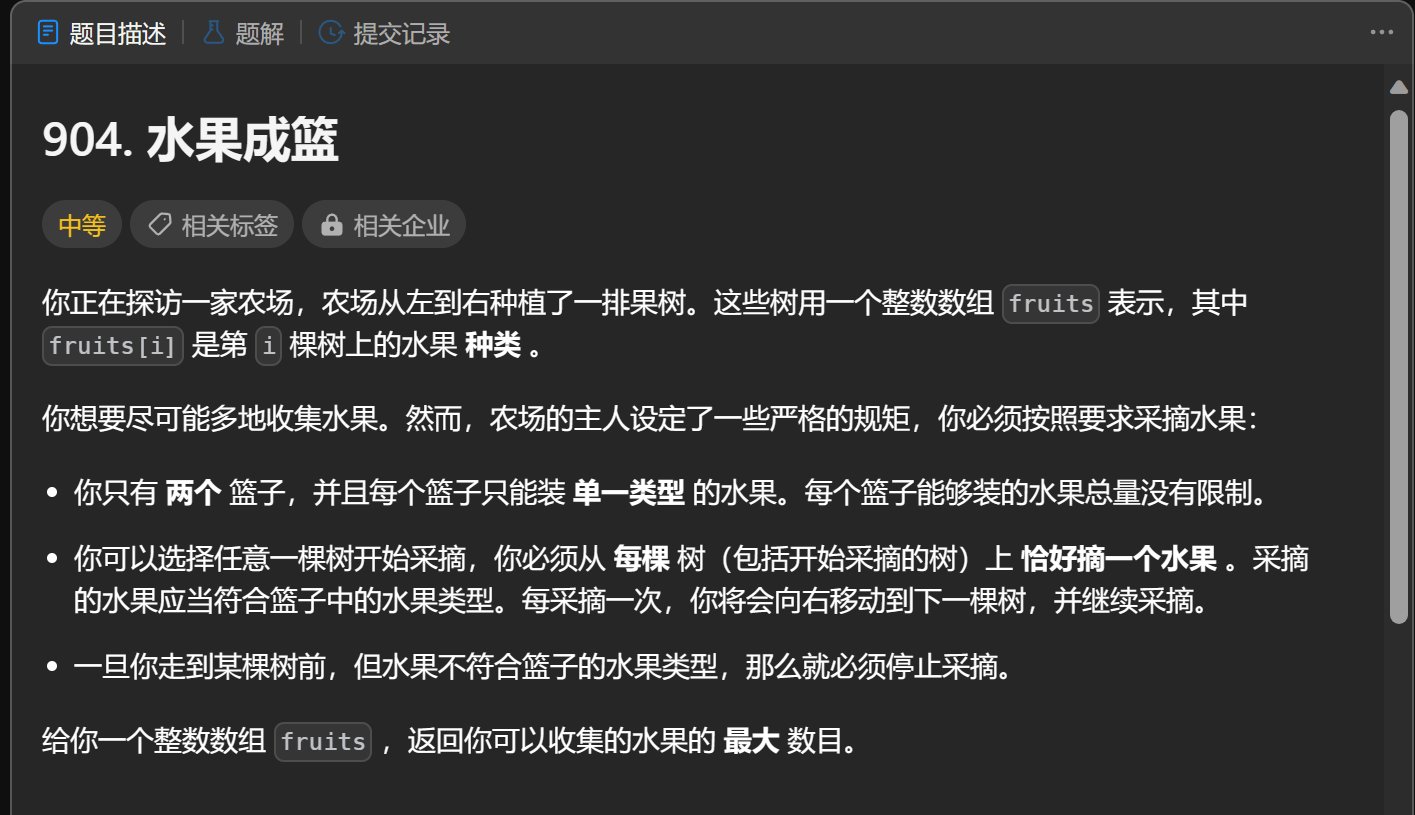 题目描述 题解 提交记录
904. 水果成篮
中等 相关标签 相关企业
你正在探访一家农场，农场从左到右种植了一排果树。这些树用一个整数数组 fruits 表示，其中
fruits[i] 是第 i 棵树上的水果 种类 。
你想要尽可能多地收集水果。然而，农场的主人设定了一些严格的规矩，你必须按照要求采摘水果：
• 你只有 两个 篮子，并且每个篮子只能装 单一类型 的水果。每个篮子能够装的水果总量没有限制。
• 你可以选择任意一棵树开始采摘，你必须从 每棵 树（包括开始采摘的树）上 恰好摘一个水果 。采摘
的水果应当符合篮子中的水果类型。每采摘一次，你将会向右移动到下一棵树，并继续采摘。
• 一旦你走到某棵树前，但水果不符合篮子的水果类型，那么就必须停止采摘。
给你一个整数数组 fruits ，返回你可以收集的水果的 最大 数目。